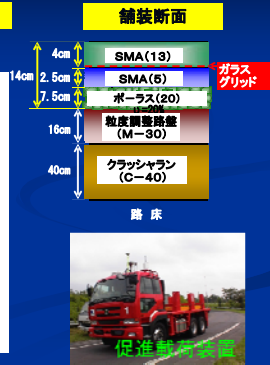 舗装断面
4cm
SMA(13)
ガラス
グリッド
14cm
2.5cm
SMA(5)
7.5cm
ポーラス(20)
υ=20%
16cm
粒度調整路盤
(M-30)
40cm
クラッシャラン
(C-40)
路 床
促進載荷装置